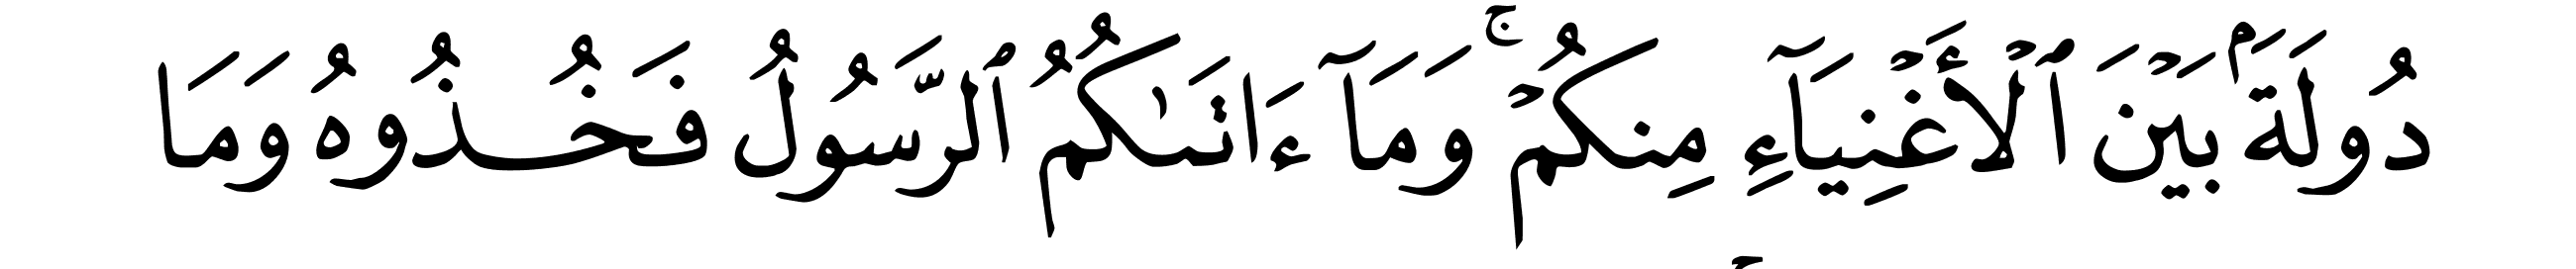 دُولَةَۢ بَيْنَ ٱلْأَغْنِيَآءِ مِنكُمْۚ وَمَآ ءَاتَىٰكُمُ ٱلرَّسُولُ فَخُذُوهُ وَمَا